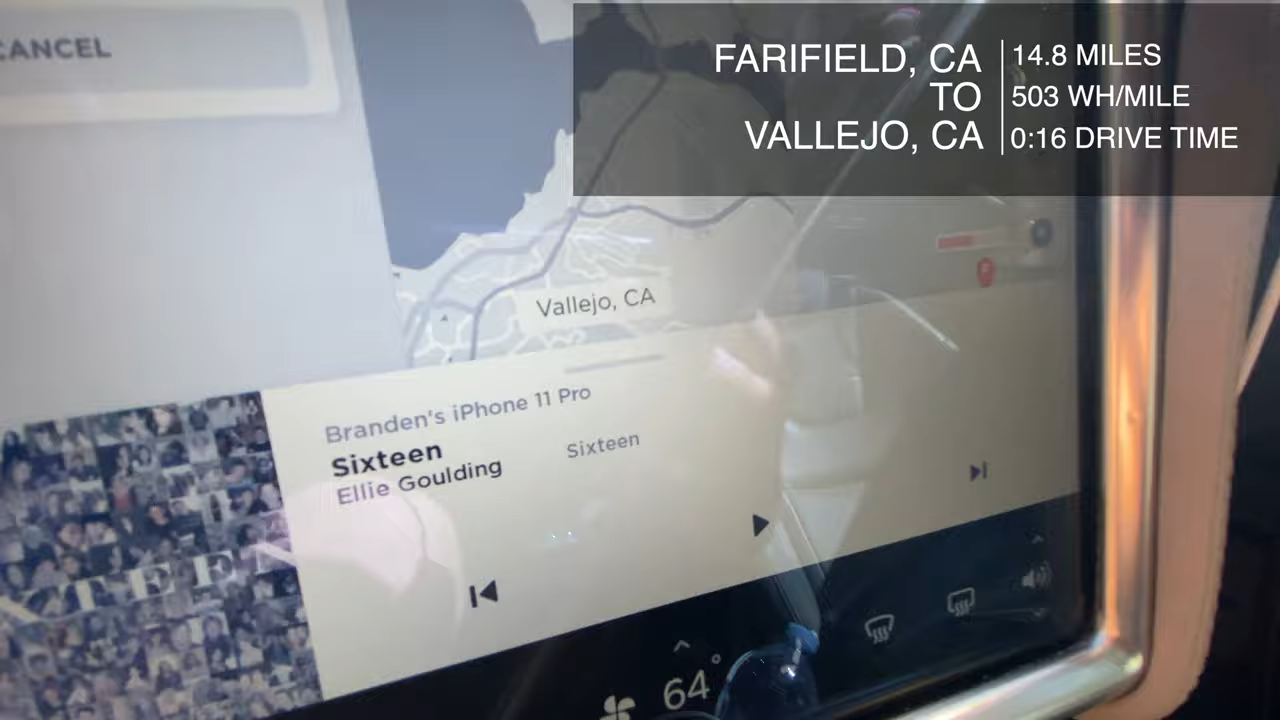 CANCEL
FARIFIELD, CA
TO
VALLEJO, CA
14.8 MILES
503 WH/MILE
0:16 DRIVE TIME
Vallejo, CA
Branden's iPhone 11 Pro
Sixteen
Ellie Goulding
Sixteen
64°